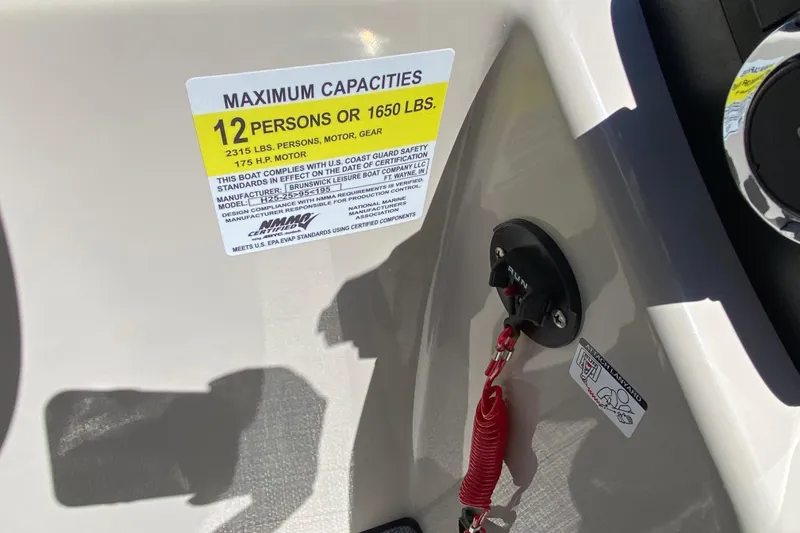 MAXIMUM CAPACITIES
12 PERSONS OR 1650 LBS.
2315 LBS. PERSONS, MOTOR, GEAR
175 H.P. MOTOR
THIS BOAT COMPLIES WITH U.S. COAST GUARD SAFETY
STANDARDS IN EFFECT ON THE DATE OF CERTIFICATION
MANUFACTURER: BRUNSWICK LEISURE BOAT COMPANY LLC
FT. WAYNE, IN
MODEL: H25-25>95<195
DESIGN COMPLIANCE WITH NMMA REQUIREMENTS IS VERIFIED.
MANUFACTURER RESPONSIBLE FOR PRODUCTION CONTROL.
NMMA
CERTIFIED
NATIONAL MARINE
MANUFACTURERS
ASSOCIATION
MEETS U.S. EPA EVAP STANDARDS USING CERTIFIED COMPONENTS
RUN
ATTACH LANYARD